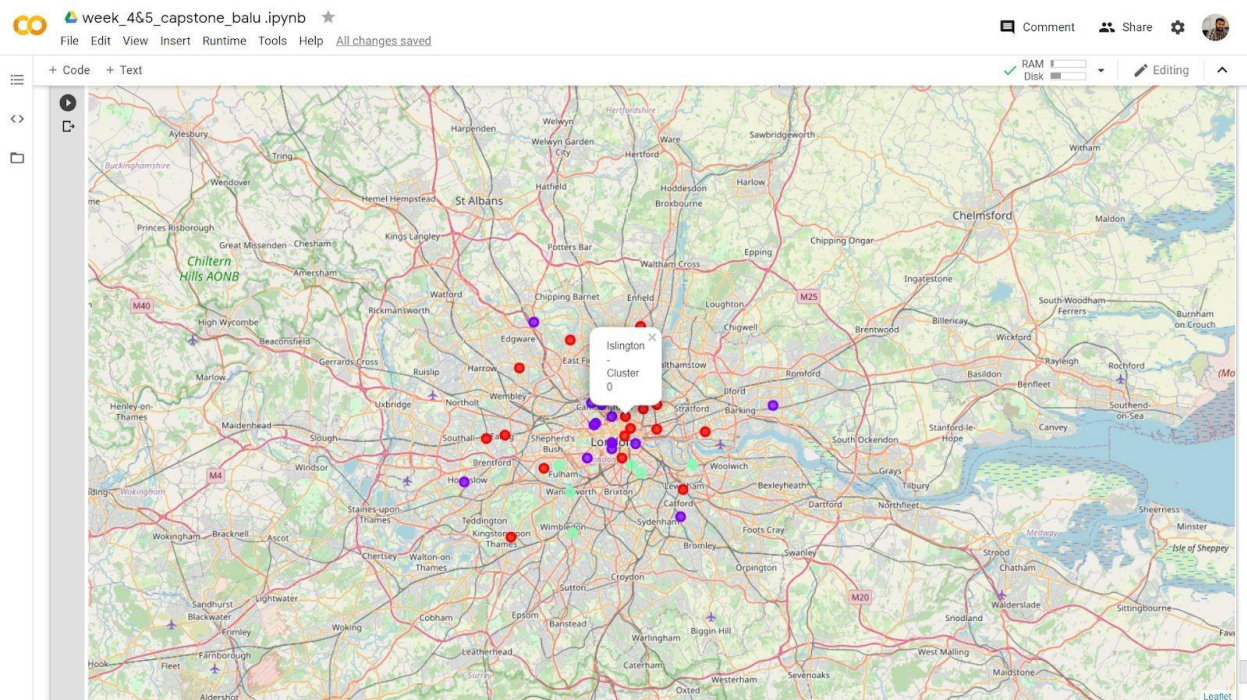 week_4&5_capstone_balu .ipynb
Comment
Share
File Edit View Insert Runtime Tools Help All changes saved
+ Code + Text
RAM
Disk
Editing
Hertfordshire
Aylesbury
Harpenden
Welwyn
Ware
Sawbridgeworth
Welwyn Garden
City
Hertford
Witham
Tring
Buckinghamshire
Wendover
Hatfield
Hoddesdon
Harlow
Hemel Hempstead
St Albans
Broxbourne
Chelmsford
Maldon
Princes Risborough
Kings Langley
Great Missenden
Chesham
Potters Bar
Chipping Ongar
Epping
Chiltern
Hills AONB
Waltham Cross
Amersham
Ingatestone
Watford
Chipping Barnet
Enfield
M25
Loughton
M40
South-Woodham-
Ferrers
Rickmansworth
High Wycombe
Chigwell
Billericay
Burnham
on Crouch
Brentwood
Beaconsfield
Edgware
Wickford
Rayleigh
Islington
-
Cluster
0
Gerrards Cross
Ruislip
Harrow
Romford
Basildon
Rochford
Marlow
Benfleet
Wembley
Ilford
Uxbridge
Northolt
Stratford
Barking
Southend-
on-Sea
Henley-on-
Thames
Maidenhead
Stanford-le-
Hope
Canvey
Slough
Southall
Shepherd's
Bush
London
South Ockendon
Brentford
Grays
Windsor
Fulham
Woolwich
M4
Tilbury
Wokingham
Brixton
Bexleyheath
Dartford
Northfleet
Staines-upon
Thames
Catford
Sheerness
Teddington
Wimbledon
Sydenham
Foots Cray
Minster
Wokingham
Bracknell
Ascot
Kingston upon
Thames
Medway
Isle of Sheppey
Chertsey
Walton-on-
Thames
Bromley
Swanley
Strood
Orpington
Chatham
Croydon
Sutton
M20
Lightwater
Sandhurst
Blackwater
Walderslade
Sittingbourne
Cobham
Epsom
Banstead
Snodland
Frimley
Biggin Hill
Warlingham
Farnborough
Leatherhead
West Malling
Hook
Fleet
Caterham
Westerham
Sevenoaks
Maidstone
Surrey
Oxted
Aldershot
Leaflet